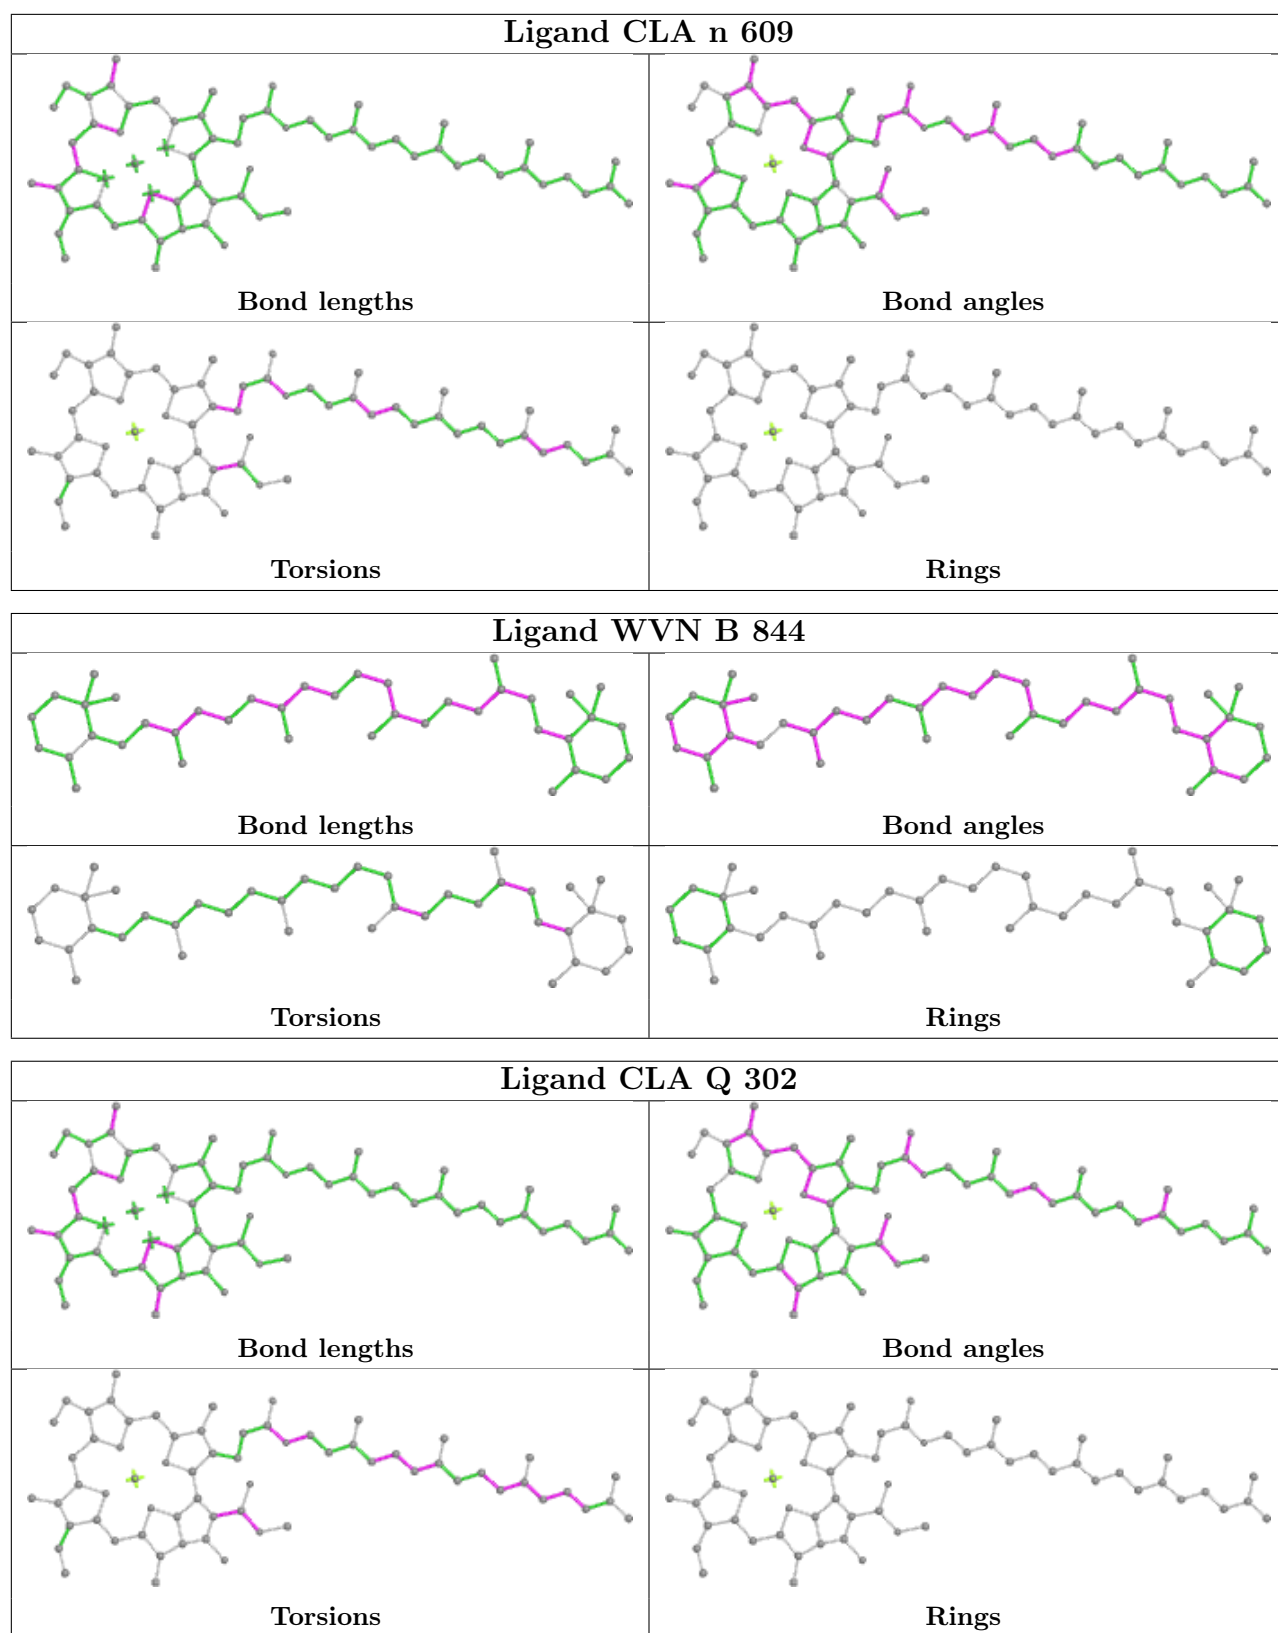 Ligand CLA n 609
Bond lengths Bond angles
Torsions Rings
Ligand WVN B 844
Bond lengths Bond angles
Torsions Rings
Ligand CLA Q 302
Bond lengths Bond angles
Torsions Rings